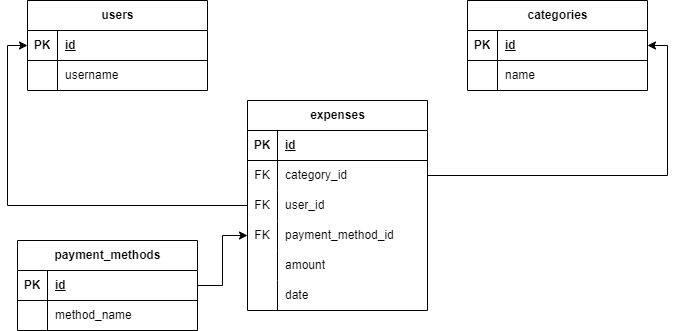 users
PK id
username
categories
PK id
name
expenses
PK id
FK category_id
FK user_id
FK payment_method_id
amount
date
payment_methods
PK id
method_name